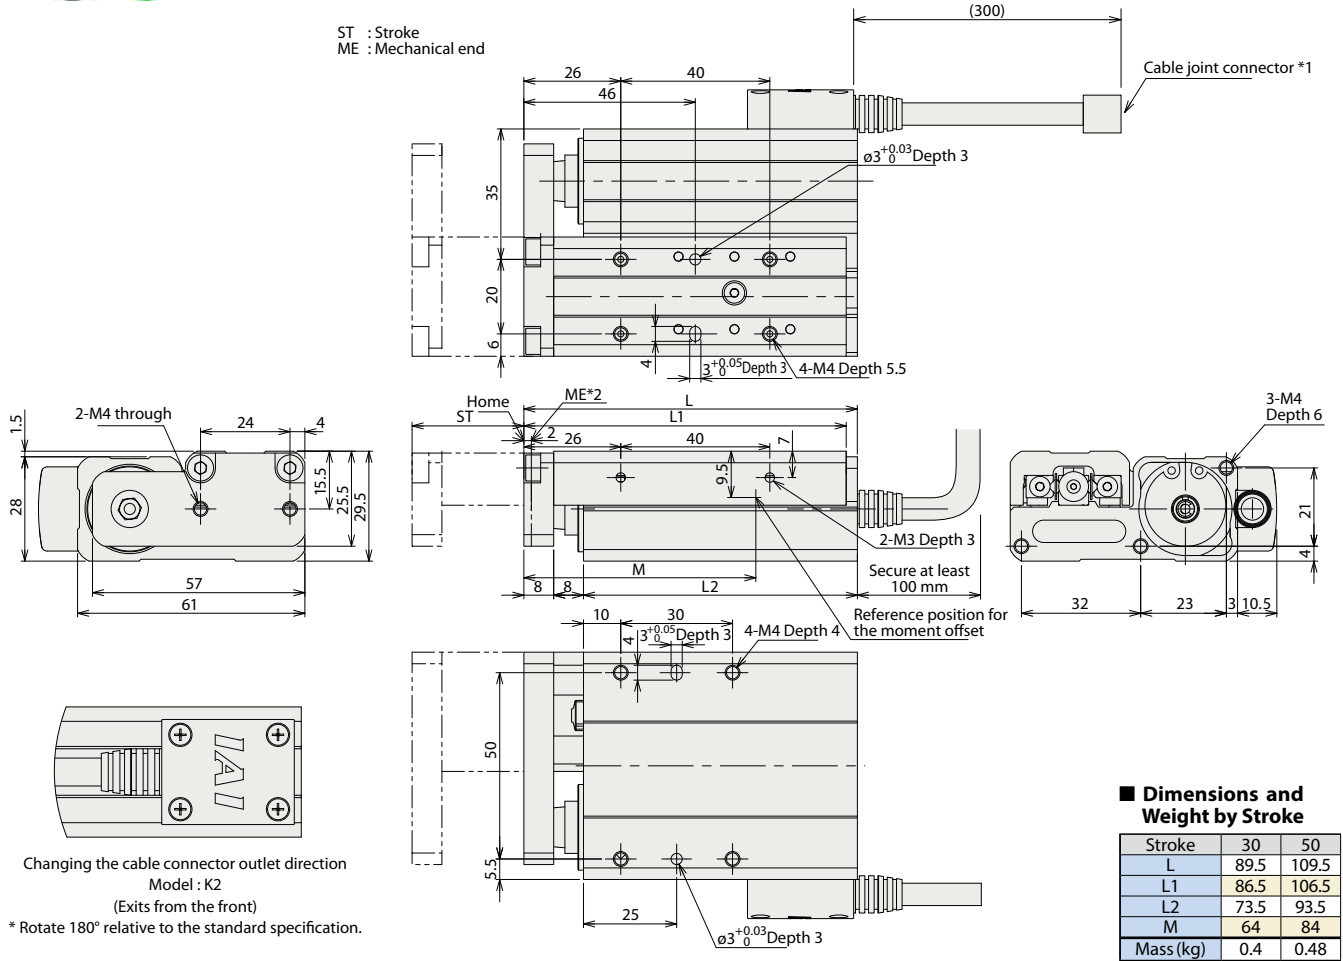 ST : Stroke
ME : Mechanical end
(300)
26
40
46
Cable joint connector *1
ø3 +0.03 0 Depth 3
35
20
6
4
3 +0.05 0 Depth 3
4-M4 Depth 5.5
Home
ST
ME*2
L
L1
2
26
40
7
9.5
2-M3 Depth 3
M
8
8
L2
Secure at least
100 mm
Reference position for
the moment offset
2-M4 through
1.5
24
4
28
15.5
25.5
29.5
57
61
3-M4
Depth 6
21
4
32
23
3
10.5
10
30
4
3 +0.05 0 Depth 3
4-M4 Depth 4
50
5.5
25
ø3 +0.03 0 Depth 3
IAI
Changing the cable connector outlet direction
Model : K2
(Exits from the front)
* Rotate 180° relative to the standard specification.
■ Dimensions and
Weight by Stroke
Stroke 30 50
L 89.5 109.5
L1 86.5 106.5
L2 73.5 93.5
M 64 84
Mass (kg) 0.4 0.48